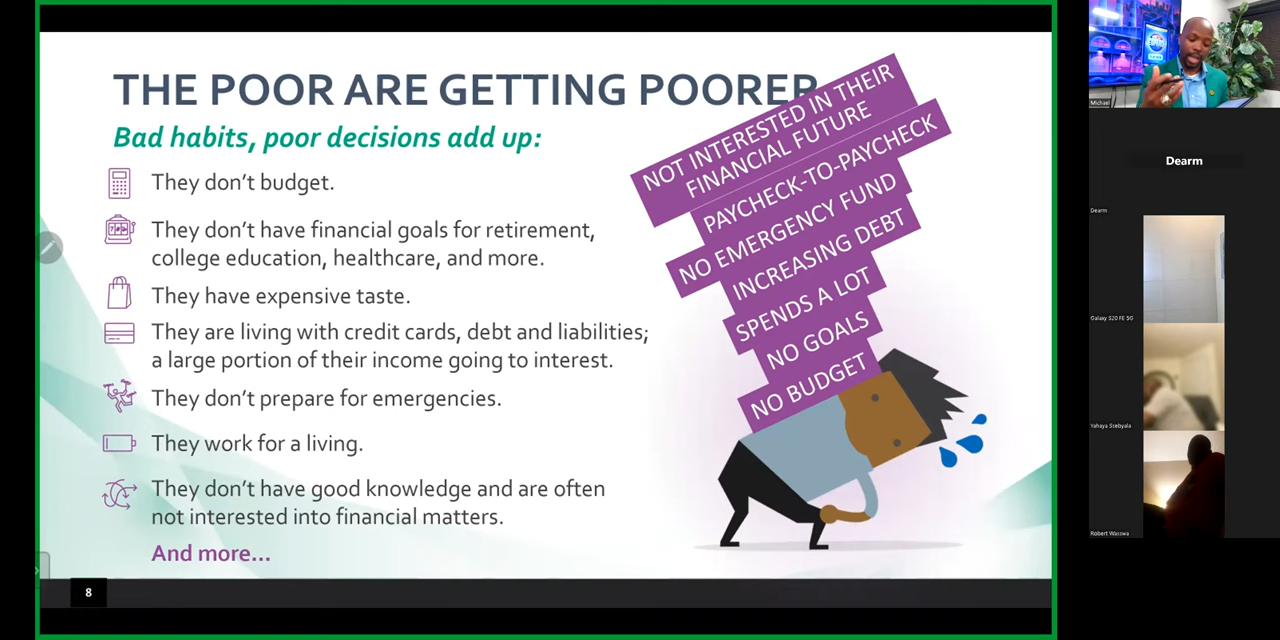 THE POOR ARE GETTING POORER
Bad habits, poor decisions add up:
They don't budget.
They don't have financial goals for retirement,
college education, healthcare, and more.
They have expensive taste.
They are living with credit cards, debt and liabilities;
a large portion of their income going to interest.
They don't prepare for emergencies.
They work for a living.
They don't have good knowledge and are often
not interested into financial matters.
And more...
NOT INTERESTED IN THEIR
FINANCIAL FUTURE
PAYCHECK-TO-PAYCHECK
NO EMERGENCY FUND
INCREASING DEBT
SPENDS A LOT
NO GOALS
NO BUDGET
8
Michael
Dearm
Dearm
Galaxy S20 FE 5G
Yahaya Ssebyala
Robert Wasswa